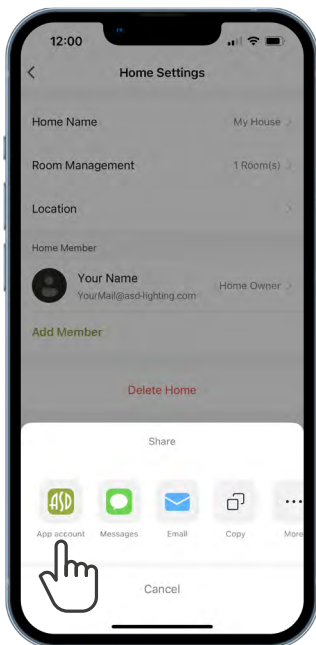 12:00
Home Settings
Home Name My House
Room Management 1 Room(s)
Location
Home Member
Your Name
YourMail@asd-lighting.com Home Owner
Add Member
Delete Home
Share
ASD
App account Messages Email Copy More
Cancel